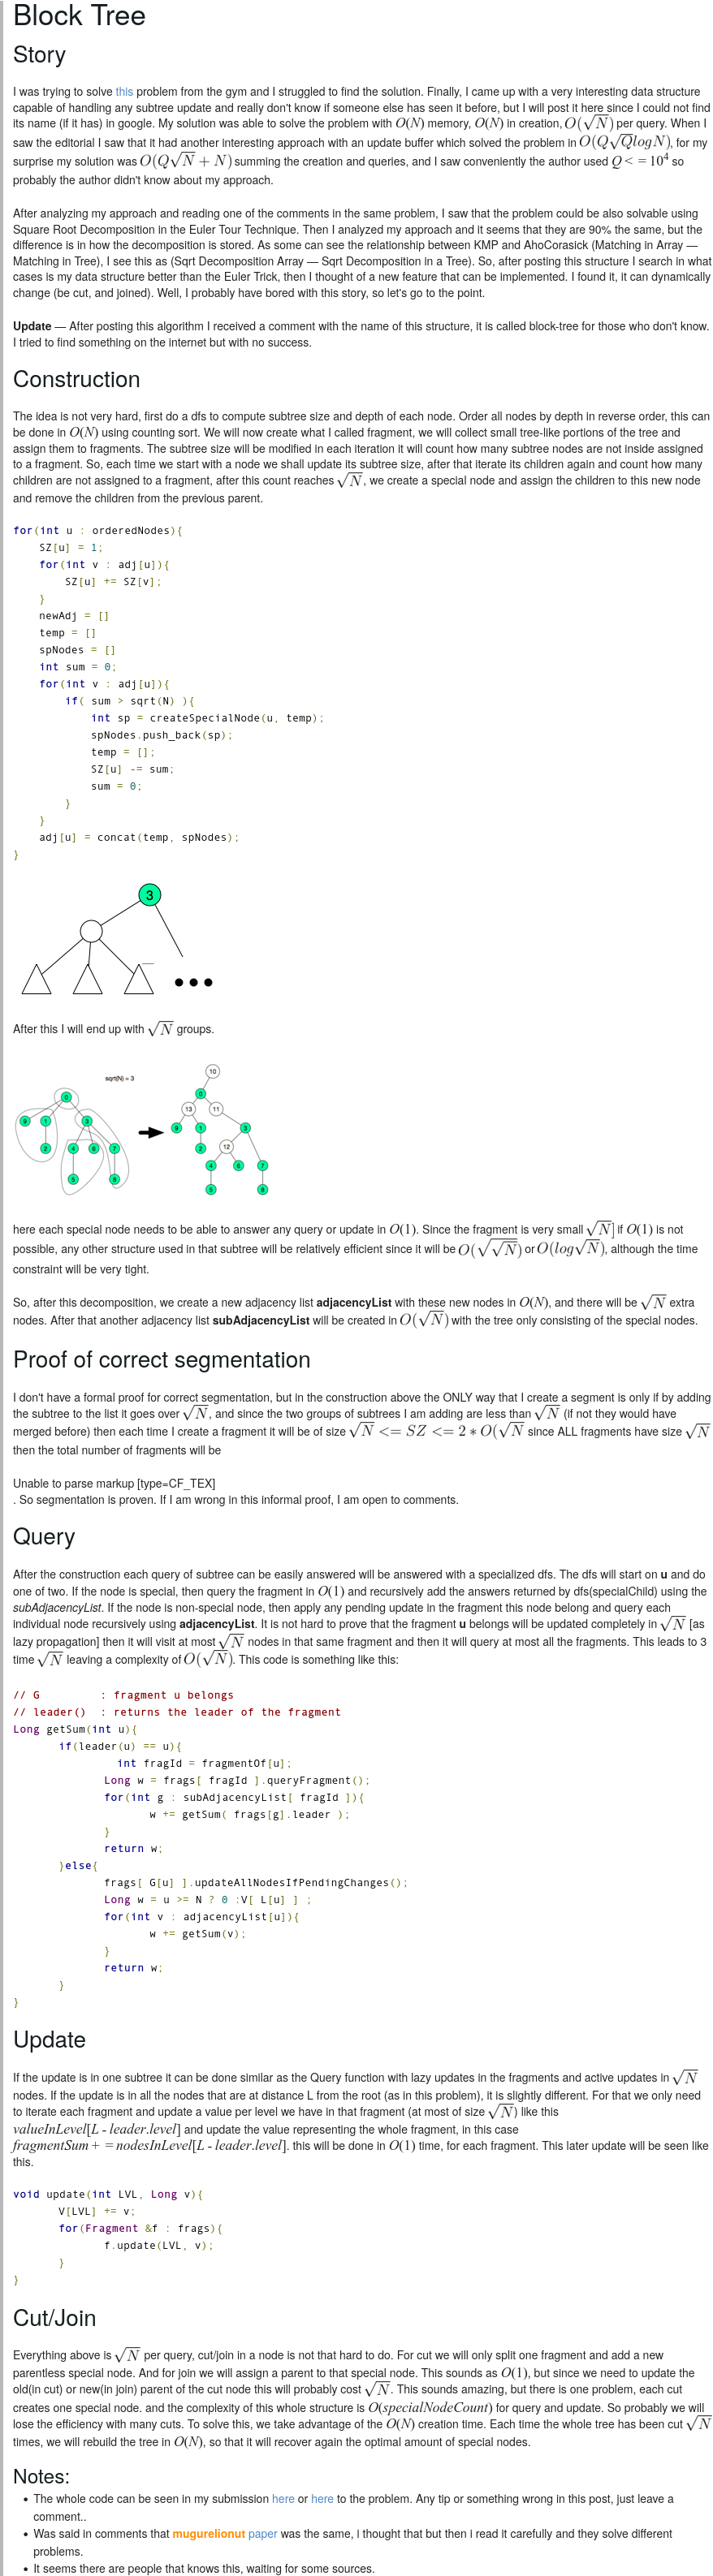 Block Tree
Story
I was trying to solve this problem from the gym and I struggled to find the solution. Finally, I came up with a very interesting data structure
capable of handling any subtree update and really don't know if someone else has seen it before, but I will post it here since I could not find
its name (if it has) in google. My solution was able to solve the problem with O(N) memory, O(N) in creation, O(√N) per query. When I
saw the editorial I saw that it had another interesting approach with an update buffer which solved the problem in O(Q√QlogN), for my
surprise my solution was O(Q√N + N) summing the creation and queries, and I saw conveniently the author used Q <= 10^4 so
probably the author didn't know about my approach.
After analyzing my approach and reading one of the comments in the same problem, I saw that the problem could be also solvable using
Square Root Decomposition in the Euler Tour Technique. Then I analyzed my approach and it seems that they are 90% the same, but the
difference is in how the decomposition is stored. As some can see the relationship between KMP and AhoCorasick (Matching in Array —
Matching in Tree), I see this as (Sqrt Decomposition Array — Sqrt Decomposition in a Tree). So, after posting this structure I search in what
cases is my data structure better than the Euler Trick, then I thought of a new feature that can be implemented. I found it, it can dynamically
change (be cut, and joined). Well, I probably have bored with this story, so let's go to the point.
Update — After posting this algorithm I received a comment with the name of this structure, it is called block-tree for those who don't know.
I tried to find something on the internet but with no success.
Construction
The idea is not very hard, first do a dfs to compute subtree size and depth of each node. Order all nodes by depth in reverse order, this can
be done in O(N) using counting sort. We will now create what I called fragment, we will collect small tree-like portions of the tree and
assign them to fragments. The subtree size will be modified in each iteration it will count how many subtree nodes are not inside assigned
to a fragment. So, each time we start with a node we shall update its subtree size, after that iterate its children again and count how many
children are not assigned to a fragment, after this count reaches √N, we create a special node and assign the children to this new node
and remove the children from the previous parent.
for(int u : orderedNodes){
SZ[u] = 1;
for(int v : adj[u]){
SZ[u] += SZ[v];
}
newAdj = []
temp = []
spNodes = []
int sum = 0;
for(int v : adj[u]){
if( sum > sqrt(N) ){
int sp = createSpecialNode(u, temp);
spNodes.push_back(sp);
temp = [];
SZ[u] -= sum;
sum = 0;
}
}
adj[u] = concat(temp, spNodes);
}
3
After this I will end up with √N groups.
sqrt(N) = 3
10
0 0
13 11
9 1 3 9 1 3
12
2 4 6 7 2 4 6 7
5 8 5 8
here each special node needs to be able to answer any query or update in O(1). Since the fragment is very small √N] if O(1) is not
possible, any other structure used in that subtree will be relatively efficient since it will be O(√√N) or O(log√N), although the time
constraint will be very tight.
So, after this decomposition, we create a new adjacency list adjacencyList with these new nodes in O(N), and there will be √N extra
nodes. After that another adjacency list subAdjacencyList will be created in O(√N) with the tree only consisting of the special nodes.
Proof of correct segmentation
I don't have a formal proof for correct segmentation, but in the construction above the ONLY way that I create a segment is only if by adding
the subtree to the list it goes over √N, and since the two groups of subtrees I am adding are less than √N (if not they would have
merged before) then each time I create a fragment it will be of size √N <= SZ <= 2 * O(√N since ALL fragments have size √N
then the total number of fragments will be
Unable to parse markup [type=CF_TEX]
. So segmentation is proven. If I am wrong in this informal proof, I am open to comments.
Query
After the construction each query of subtree can be easily answered will be answered with a specialized dfs. The dfs will start on u and do
one of two. If the node is special, then query the fragment in O(1) and recursively add the answers returned by dfs(specialChild) using the
subAdjacencyList. If the node is non-special node, then apply any pending update in the fragment this node belong and query each
individual node recursively using adjacencyList. It is not hard to prove that the fragment u belongs will be updated completely in √N [as
lazy propagation] then it will visit at most √N nodes in that same fragment and then it will query at most all the fragments. This leads to 3
time √N leaving a complexity of O(√N). This code is something like this:
// G : fragment u belongs
// leader() : returns the leader of the fragment
Long getSum(int u){
if(leader(u) == u){
int fragId = fragmentOf[u];
Long w = frags[ fragId ].queryFragment();
for(int g : subAdjacencyList[ fragId ]){
w += getSum( frags[g].leader );
}
return w;
}else{
frags[ G[u] ].updateAllNodesIfPendingChanges();
Long w = u >= N ? 0 :V[ L[u] ] ;
for(int v : adjacencyList[u]){
w += getSum(v);
}
return w;
}
}
Update
If the update is in one subtree it can be done similar as the Query function with lazy updates in the fragments and active updates in √N
nodes. If the update is in all the nodes that are at distance L from the root (as in this problem), it is slightly different. For that we only need
to iterate each fragment and update a value per level we have in that fragment (at most of size √N) like this
valueInLevel[L - leader.level] and update the value representing the whole fragment, in this case
fragmentSum + = nodesInLevel[L - leader.level]. this will be done in O(1) time, for each fragment. This later update will be seen like
this.
void update(int LVL, Long v){
V[LVL] += v;
for(Fragment &f : frags){
f.update(LVL, v);
}
}
Cut/Join
Everything above is √N per query, cut/join in a node is not that hard to do. For cut we will only split one fragment and add a new
parentless special node. And for join we will assign a parent to that special node. This sounds as O(1), but since we need to update the
old(in cut) or new(in join) parent of the cut node this will probably cost √N. This sounds amazing, but there is one problem, each cut
creates one special node. and the complexity of this whole structure is O(specialNodeCount) for query and update. So probably we will
lose the efficiency with many cuts. To solve this, we take advantage of the O(N) creation time. Each time the whole tree has been cut √N
times, we will rebuild the tree in O(N), so that it will recover again the optimal amount of special nodes.
Notes:
• The whole code can be seen in my submission here or here to the problem. Any tip or something wrong in this post, just leave a
comment..
• Was said in comments that mugurelionut paper was the same, i thought that but then i read it carefully and they solve different
problems.
• It seems there are people that knows this, waiting for some sources.